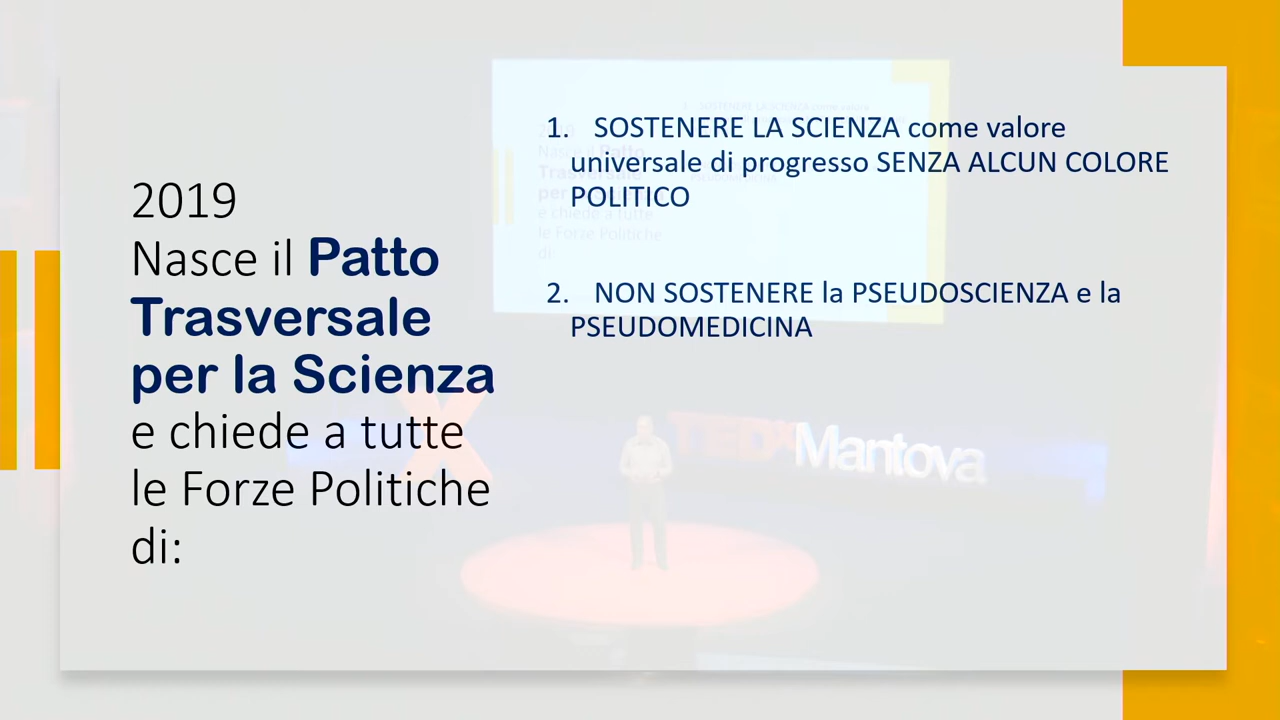 2019
Nasce il Patto
Trasversale
per la Scienza
e chiede a tutte
le Forze Politiche
di:
1. SOSTENERE LA SCIENZA come valore
universale di progresso SENZA ALCUN COLORE
POLITICO
2. NON SOSTENERE la PSEUDOSCIENZA e la
PSEUDOMEDICINA
TEDxMantova